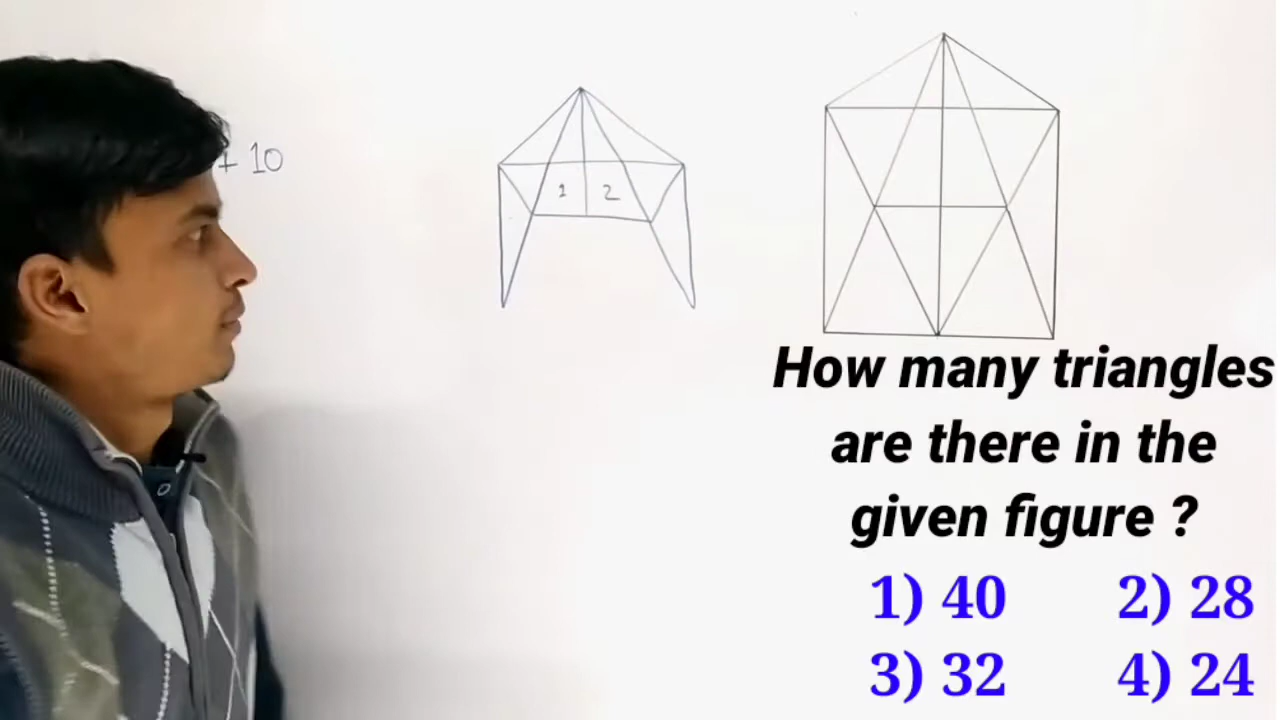 + 10
1 2
How many triangles
are there in the
given figure ?
1) 40 2) 28
3) 32 4) 24